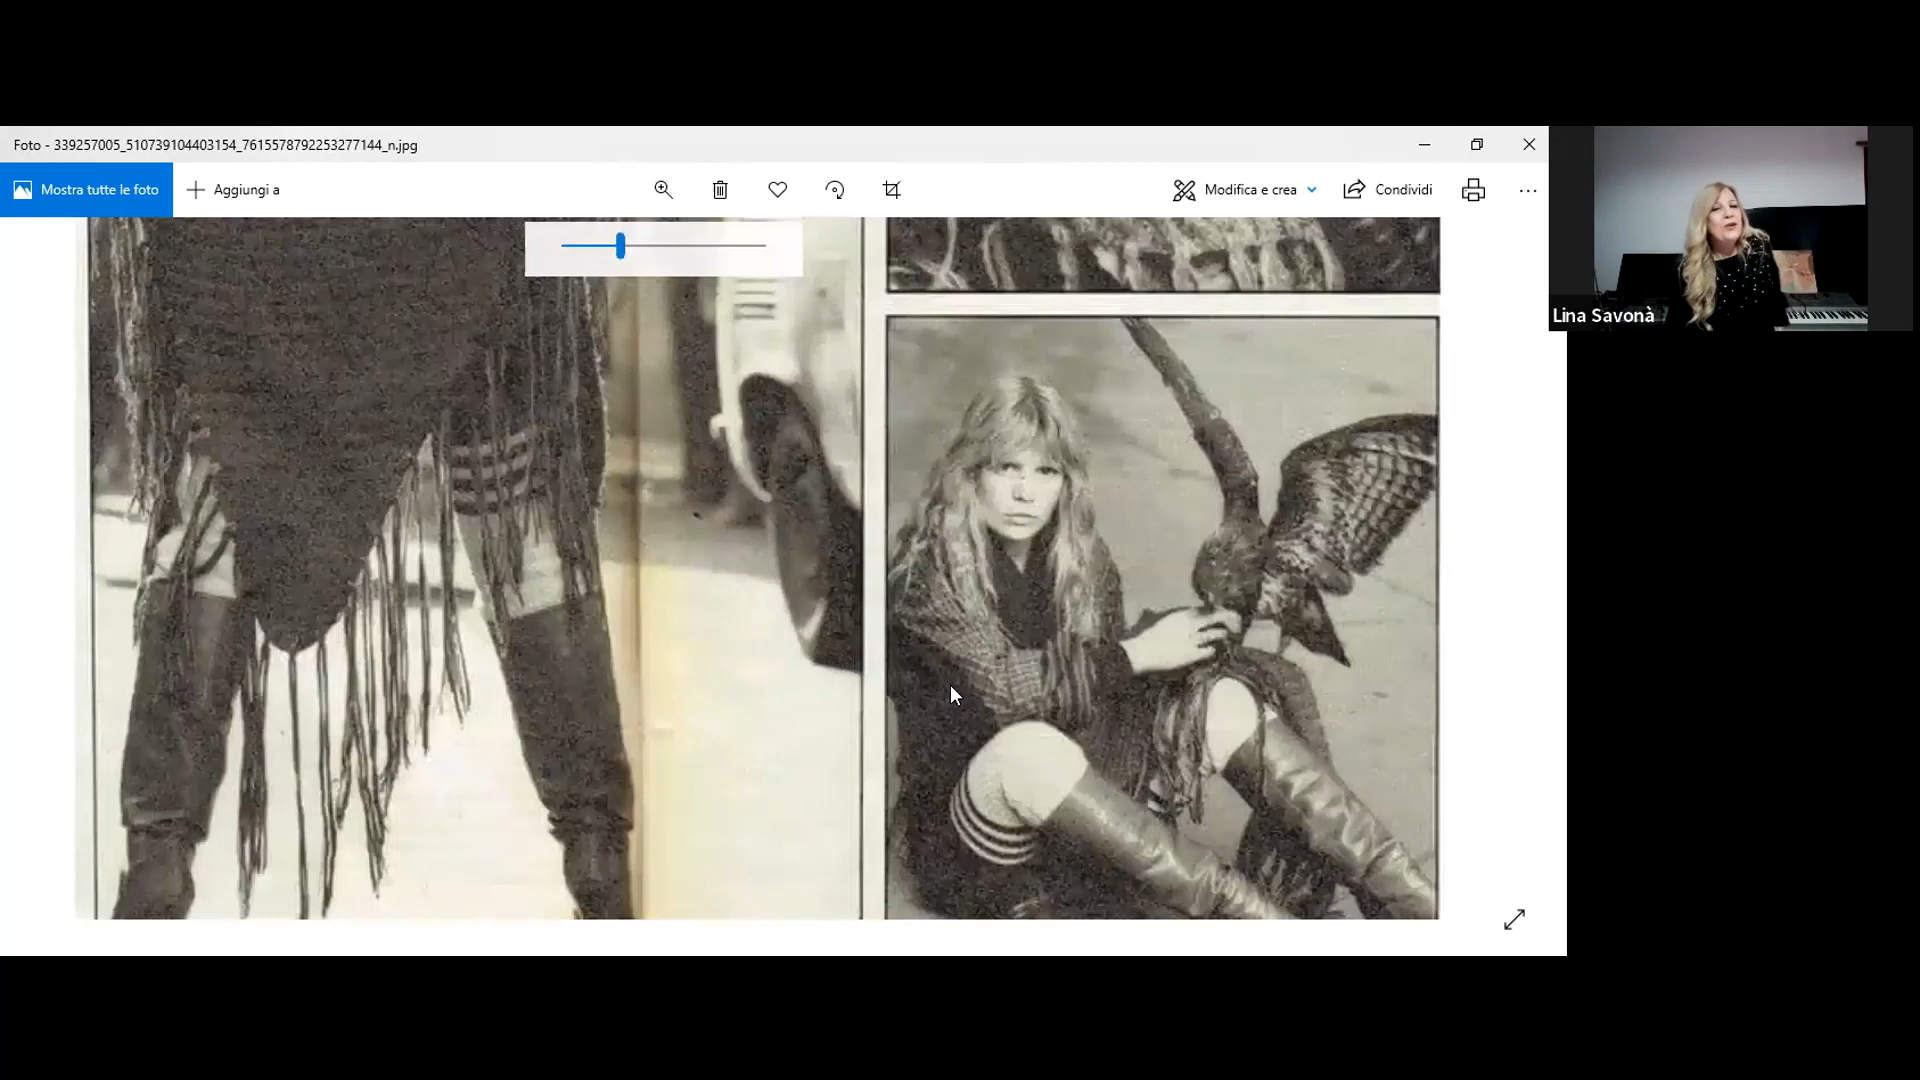 Foto - 339257005_510739104403154_7615578792253277144_n.jpg
Mostra tutte le foto
Aggiungi a
Modifica e crea
Condividi
Lina Savonà